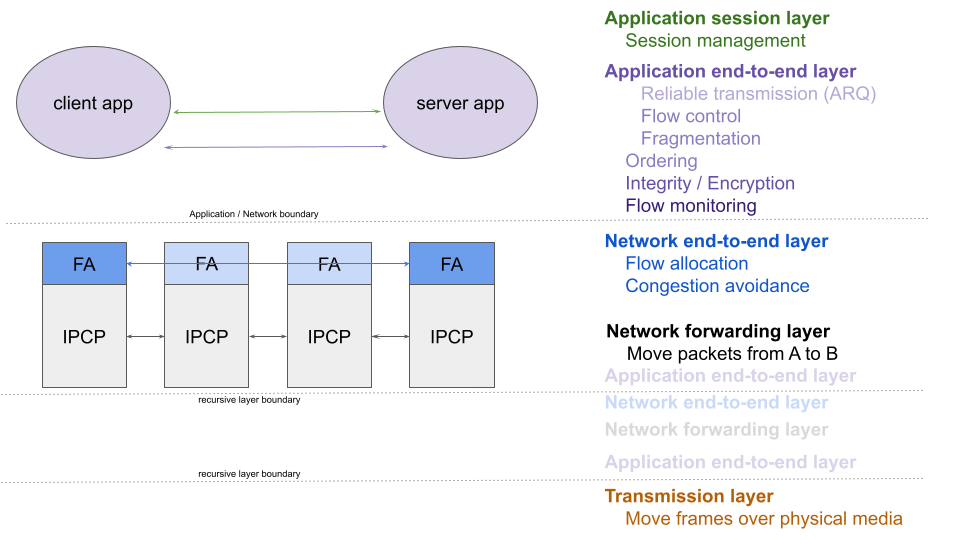 Application session layer
Session management
client app
server app
Application end-to-end layer
Reliable transmission (ARQ)
Flow control
Fragmentation
Ordering
Integrity / Encryption
Flow monitoring
Application / Network boundary
FA
FA
FA
FA
IPCP
IPCP
IPCP
IPCP
Network end-to-end layer
Flow allocation
Congestion avoidance
Network forwarding layer
Move packets from A to B
Application end-to-end layer
recursive layer boundary
Network end-to-end layer
Network forwarding layer
Application end-to-end layer
recursive layer boundary
Transmission layer
Move frames over physical media